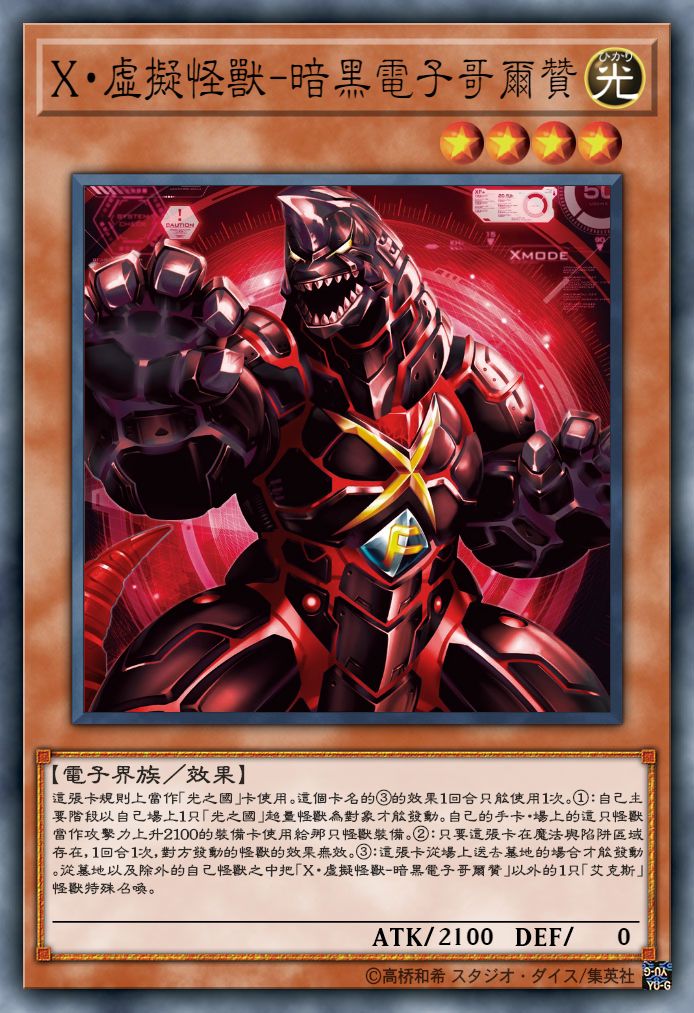 X・虛擬怪獸-暗黑電子哥爾贊
ひかり
光
SYSTEM
CHECK
!
CAUTION
XMODE
15
90
50
F
【電子界族／效果】
這張卡規則上當作「光之國」卡使用。這個卡名的③的效果1回合只能使用1次。①：自己主
要階段以自己場上1只「光之國」超量怪獸為對象才能發動。自己的手卡・場上的這只怪獸
當作攻擊力上升2100的裝備卡使用給那只怪獸裝備。②：只要這張卡在魔法與陷阱區域
存在，1回合1次，對方發動的怪獸的效果無效。③：這張卡從場上送去墓地的場合才能發動
。從墓地以及除外的自己怪獸之中把「X・虛擬怪獸-暗黑電子哥爾贊」以外的1只「艾克斯」
怪獸特殊召喚。
ATK/2100 DEF/ 0
©高桥和希 スタジオ・ダイス/集英社
YU-G